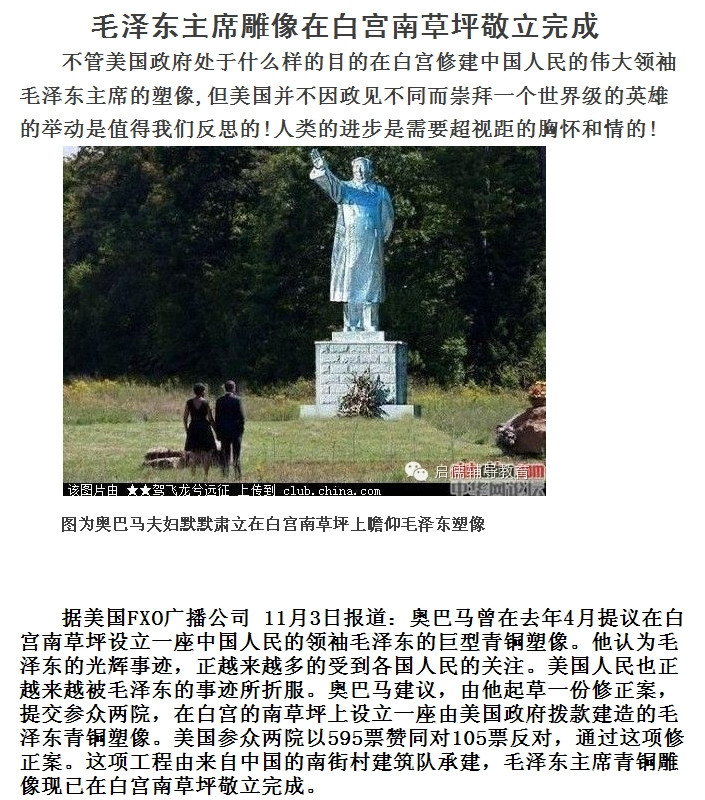 毛泽东主席雕像在白宫南草坪敬立完成
不管美国政府处于什么样的目的在白宫修建中国人民的伟大领袖
毛泽东主席的塑像,但美国并不因政见不同而崇拜一个世界级的英雄
的举动是值得我们反思的!人类的进步是需要超视距的胸怀和情的!
启儒辅导教育
该图片由 ★★驾飞龙兮远征 上传到 club.china.com
图为奥巴马夫妇默默肃立在白宫南草坪上瞻仰毛泽东塑像
据美国FXO广播公司 11月3日报道：奥巴马曾在去年4月提议在白
宫南草坪设立一座中国人民的领袖毛泽东的巨型青铜塑像。他认为毛
泽东的光辉事迹，正越来越多的受到各国人民的关注。美国人民也正
越来越被毛泽东的事迹所折服。奥巴马建议，由他起草一份修正案，
提交参众两院，在白宫的南草坪上设立一座由美国政府拨款建造的毛
泽东青铜塑像。美国参众两院以595票赞同对105票反对，通过这项修
正案。这项工程由来自中国的南街村建筑队承建，毛泽东主席青铜雕
像现已在白宫南草坪敬立完成。